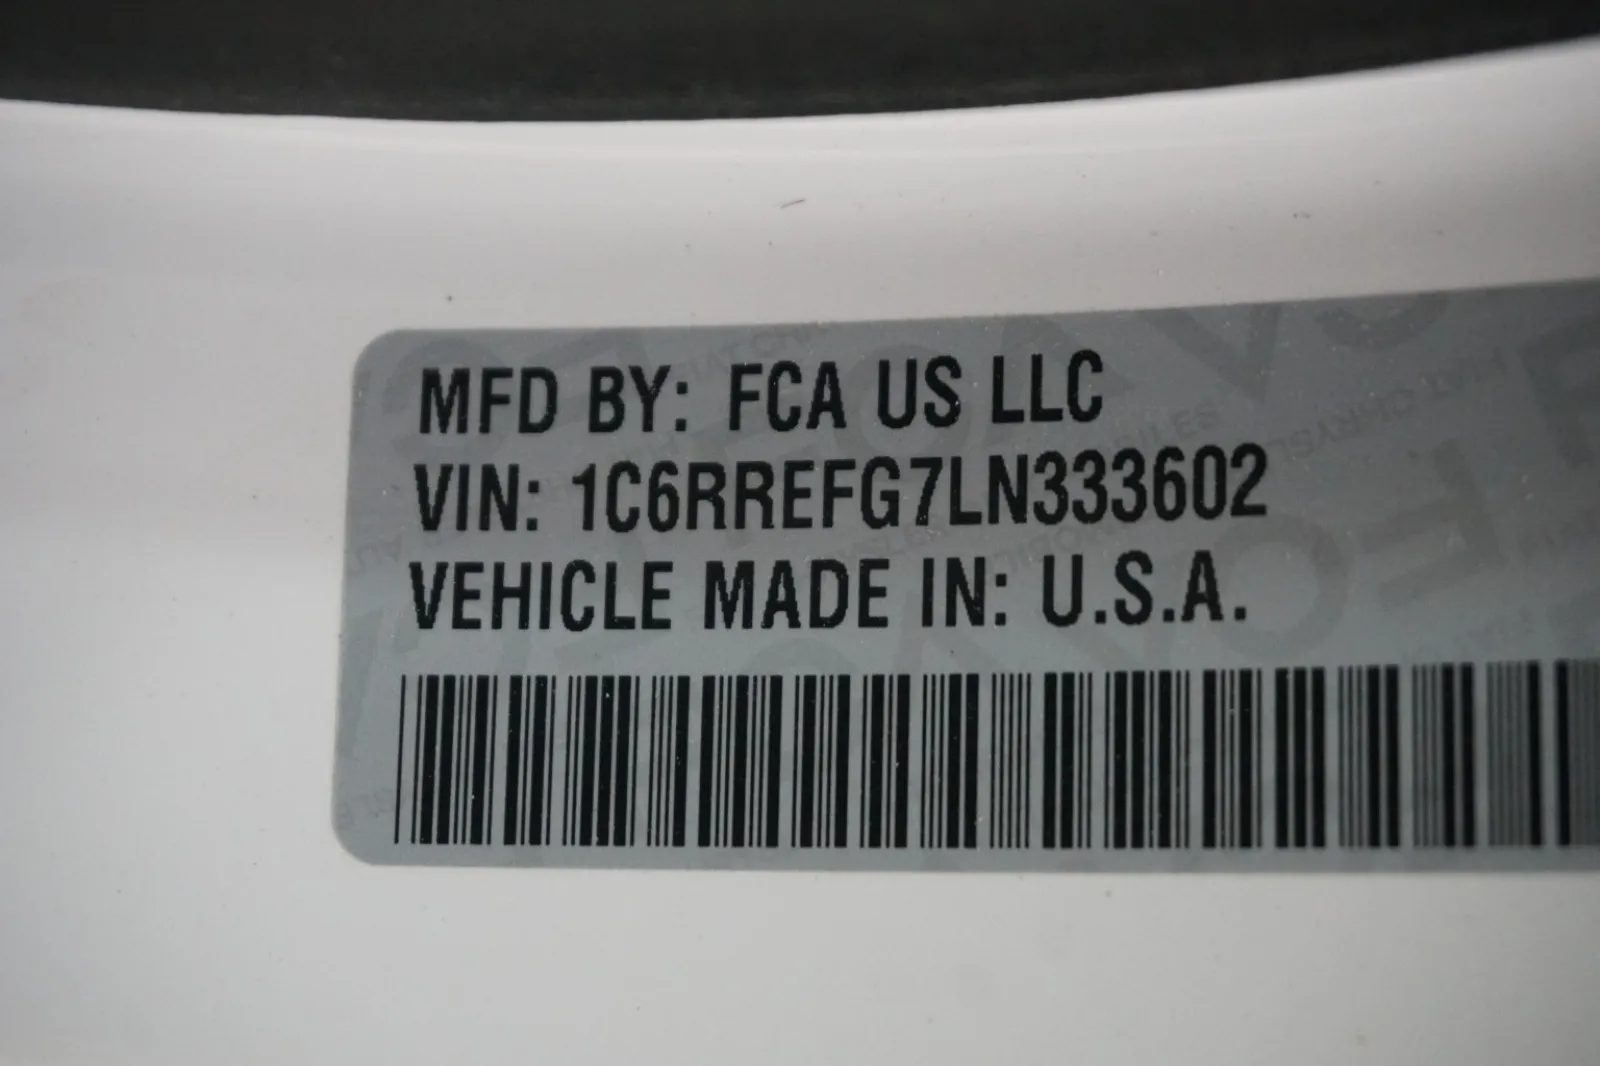 MFD BY: FCA US LLC
VIN: 1C6RREFG7LN333602
VEHICLE MADE IN: U.S.A.